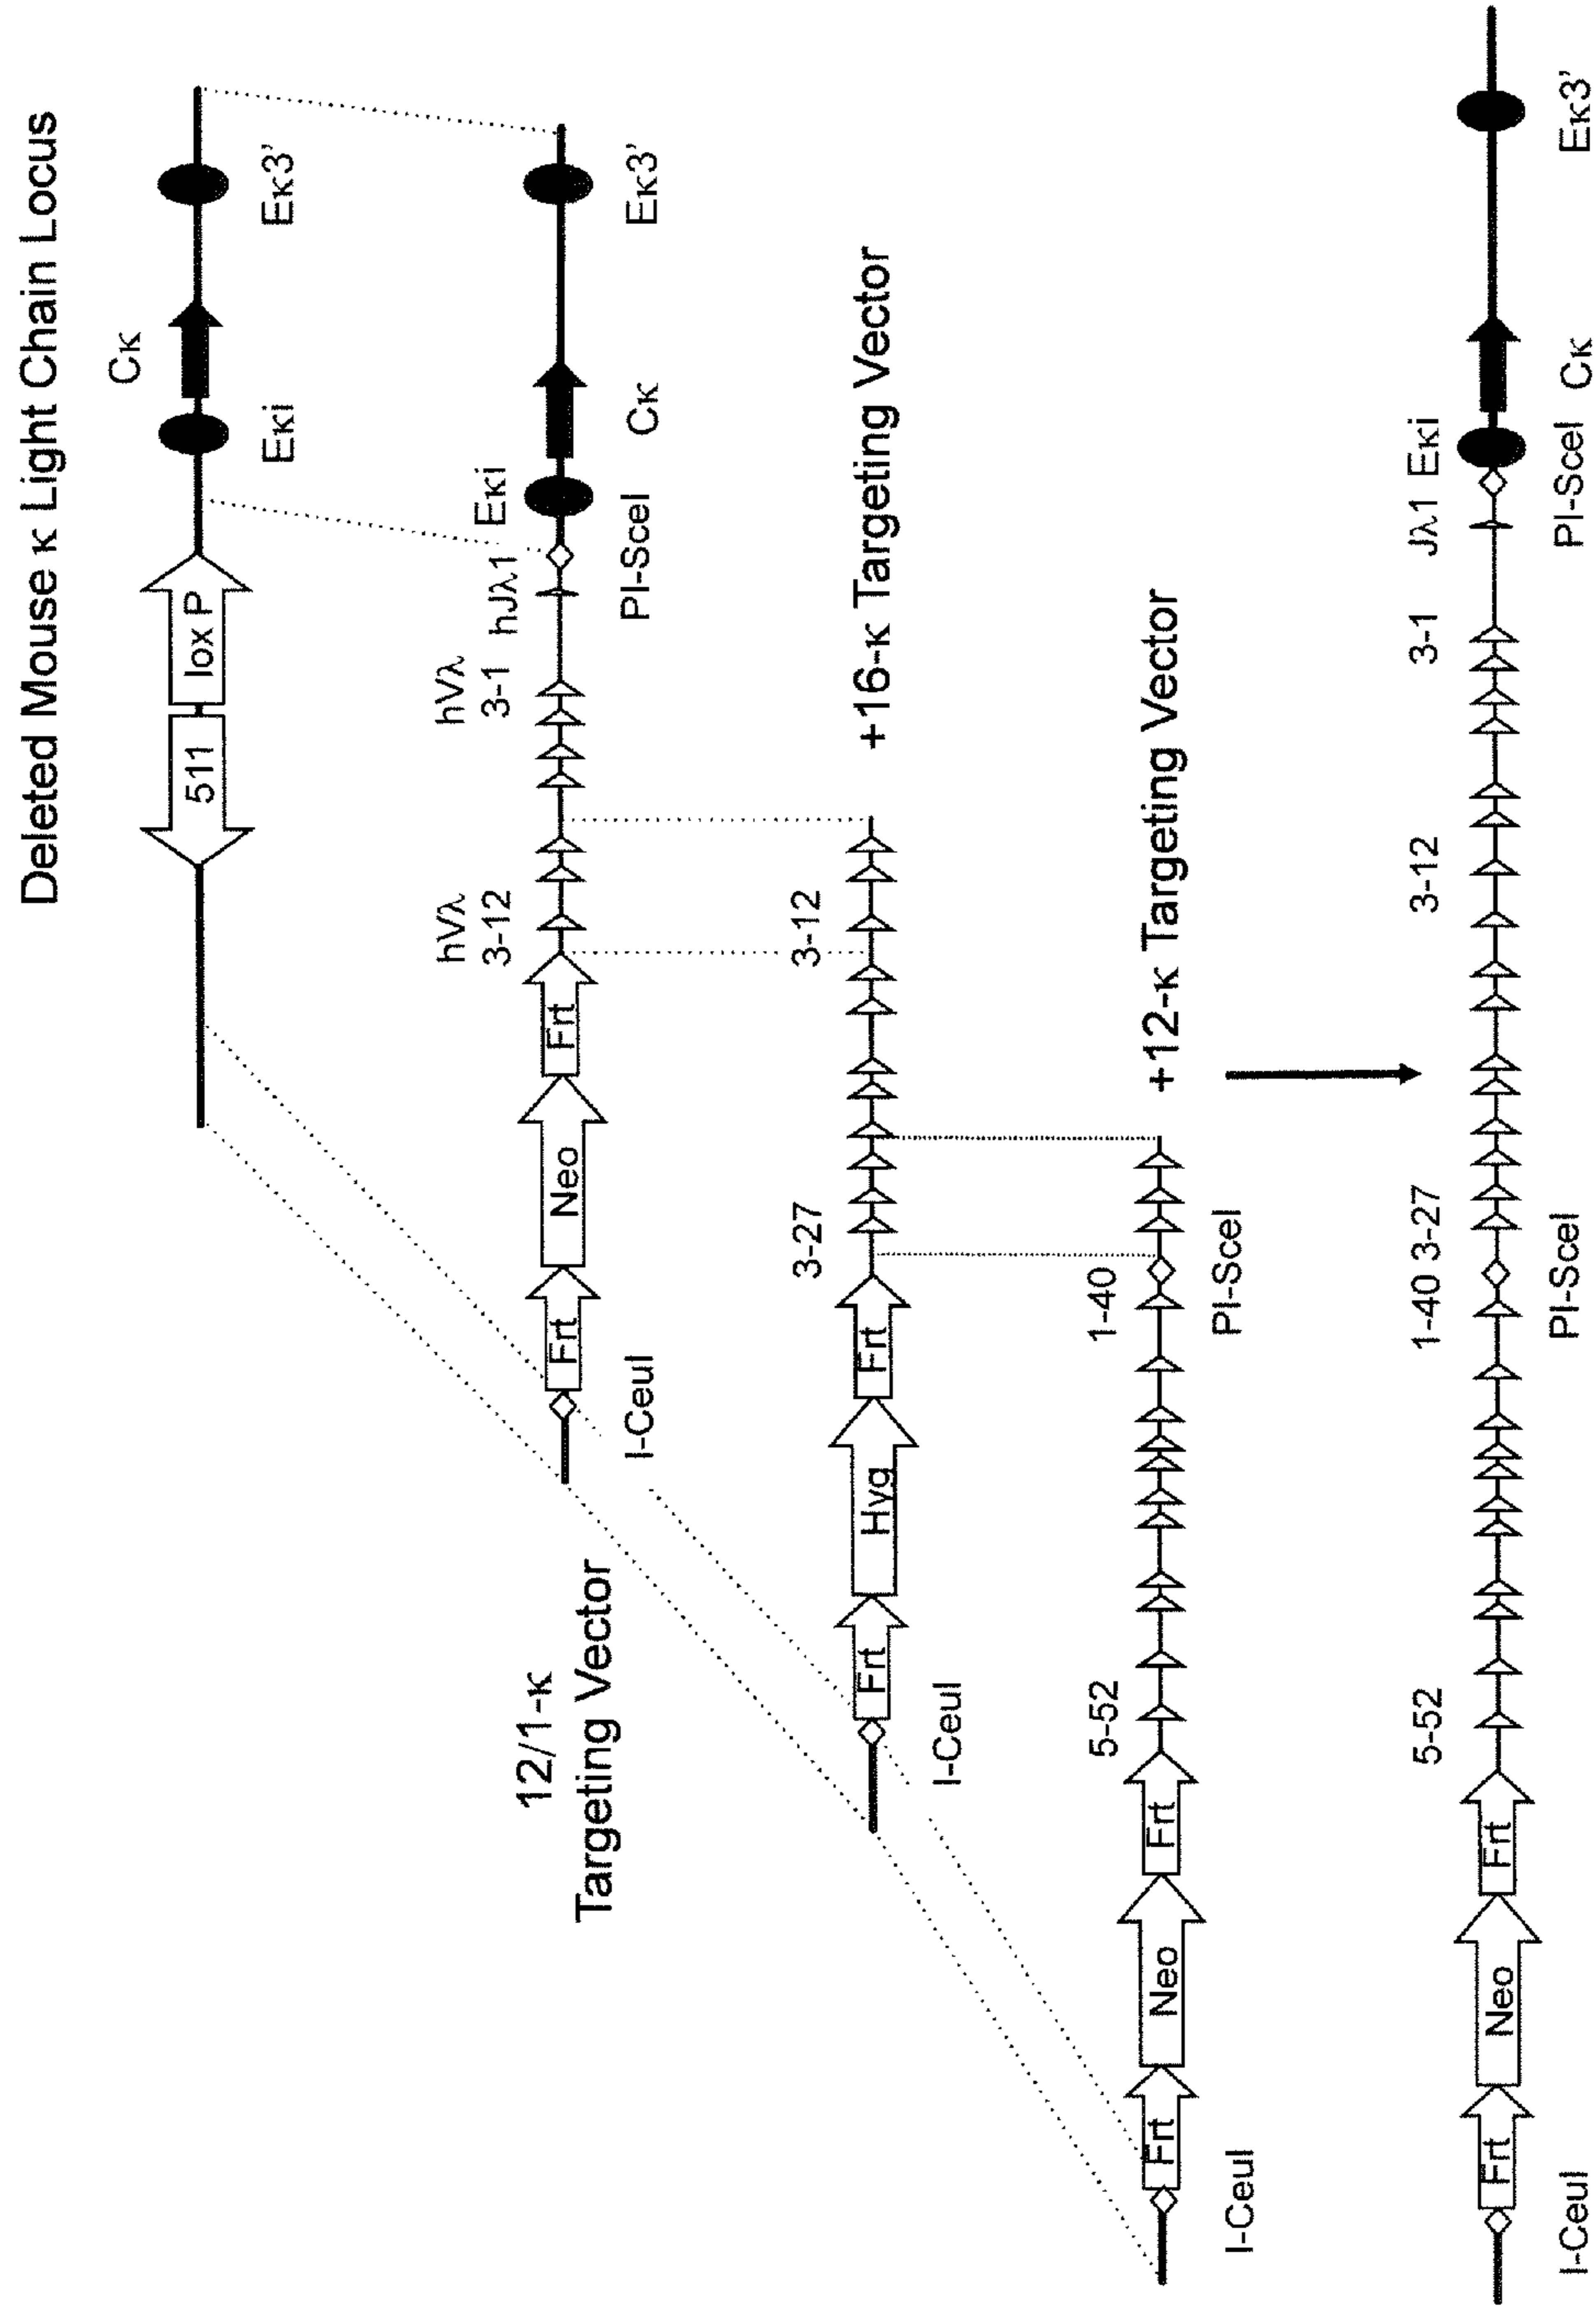 Deleted Mouse κ Light Chain Locus
Cκ
511
lox P
Eκi
Eκ3'
12/1-κ
Targeting Vector
hVλ
3-12
hVλ
3-1
hJλ1
Eκi
Frt
Neo
Frt
I-CeuI
PI-SceI
Cκ
Eκ3'
+16-κ Targeting Vector
3-27
3-12
Frt
Hyg
Frt
I-CeuI
+12-κ Targeting Vector
5-52
1-40
Frt
Neo
Frt
I-CeuI
PI-SceI
5-52
1-40 3-27
3-12
3-1
Jλ1 Eκi
Frt
Neo
Frt
I-CeuI
PI-SceI
PI-SceI Cκ
Eκ3'